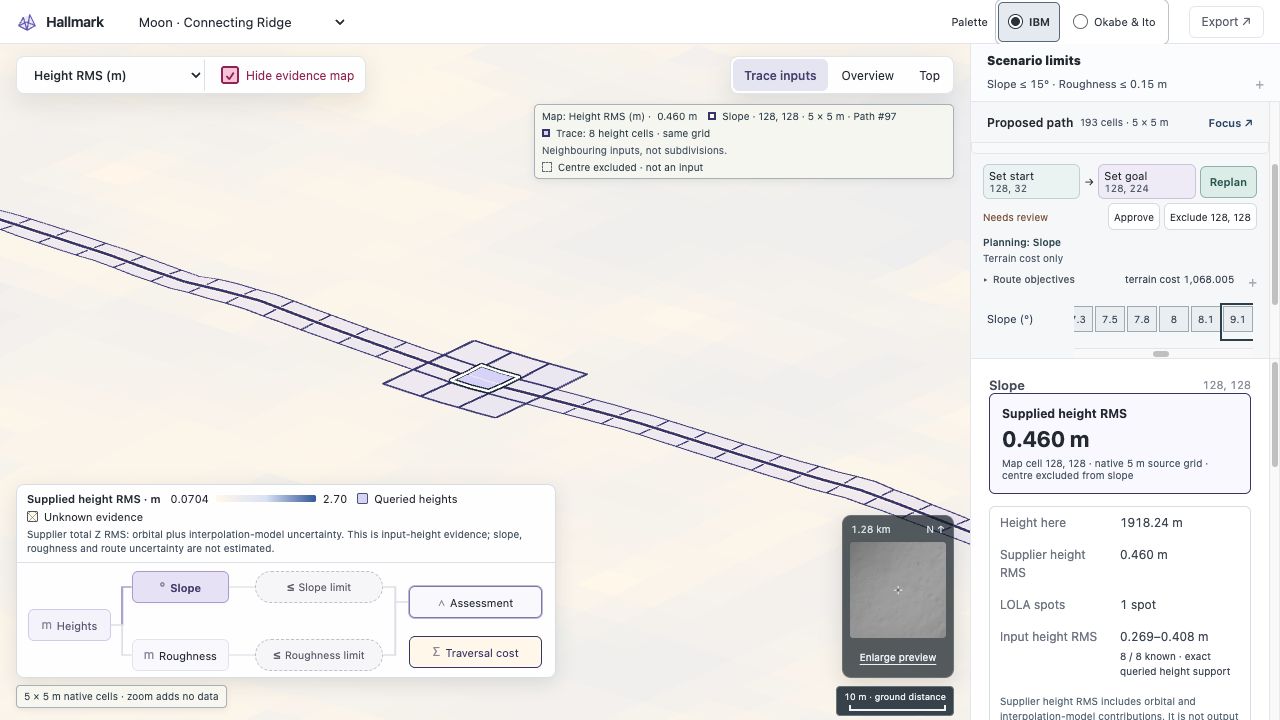 Hallmark
Moon · Connecting Ridge
Palette
IBM
Okabe & Ito
Export ↗
Height RMS (m)
Hide evidence map
Trace inputs
Overview
Top
Map: Height RMS (m) · 0.460 m Slope · 128, 128 · 5 × 5 m · Path #97
Trace: 8 height cells · same grid
Neighbouring inputs, not subdivisions.
Centre excluded · not an input
Supplied height RMS · m 0.0704 2.70 Queried heights
Unknown evidence
Supplier total Z RMS: orbital plus interpolation-model uncertainty. This is input-height evidence; slope,
roughness and route uncertainty are not estimated.
m Heights
° Slope
≤ Slope limit
m Roughness
≤ Roughness limit
^ Assessment
Σ Traversal cost
5 × 5 m native cells · zoom adds no data
1.28 km N ↑
Enlarge preview
10 m · ground distance
Scenario limits
Slope ≤ 15° · Roughness ≤ 0.15 m +
Proposed path 193 cells · 5 × 5 m Focus ↗
Set start
128, 32
→
Set goal
128, 224
Replan
Needs review
Approve
Exclude 128, 128
Planning: Slope
Terrain cost only
▸ Route objectives terrain cost 1,068.005 +
Slope (°) 7.5 7.8 8 8.1 9.1
Slope 128, 128
Supplied height RMS
0.460 m
Map cell 128, 128 · native 5 m source grid ·
centre excluded from slope
Height here 1918.24 m
Supplier height 0.460 m
RMS
LOLA spots 1 spot
Input height RMS 0.269–0.408 m
8 / 8 known · exact
queried height support
Supplier height RMS includes orbital and
interpolation-model contributions. It is not output